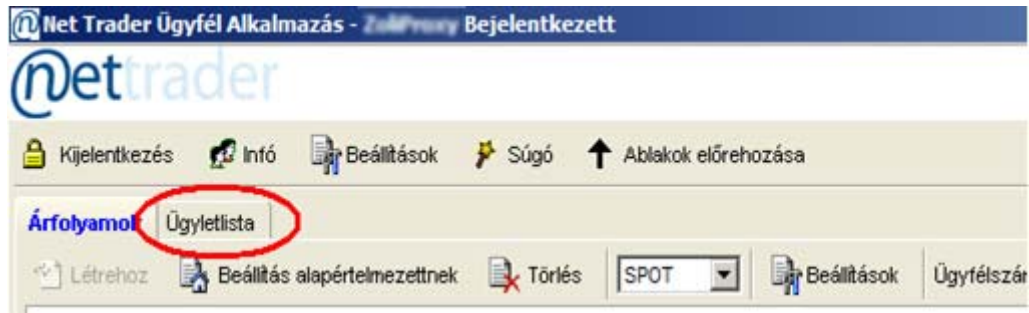 Net Trader Ügyfél Alkalmazás - Bejelentkezett
nettrader
Kijelentkezés Infó Beállítások Súgó Ablakok előrehozása
Árfolyamok Ügyletlista
Létrehoz Beállítás alapértelmezettnek Törlés SPOT Beállítások Ügyfélszám